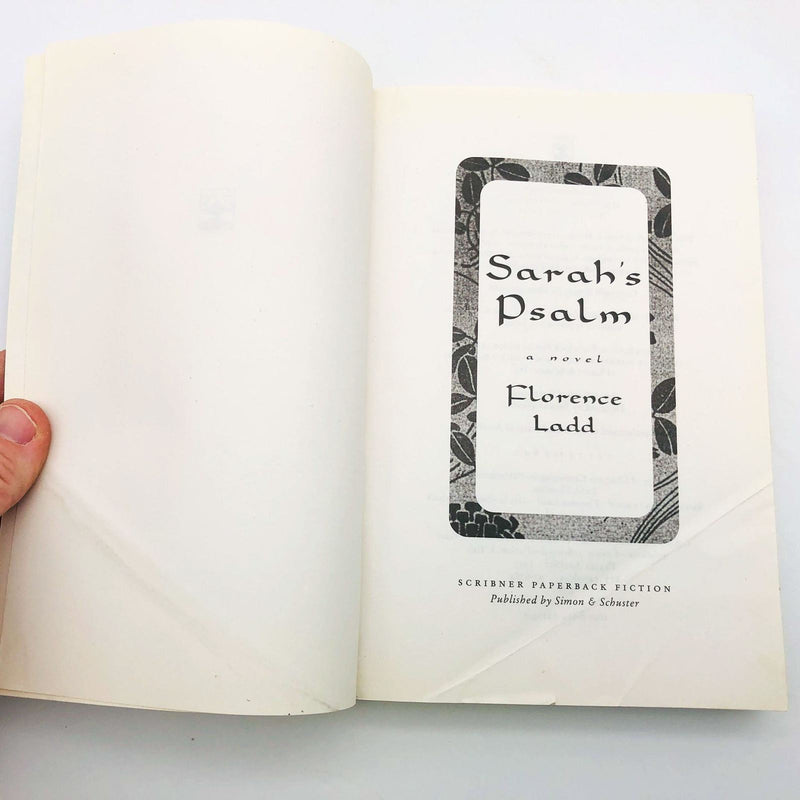 Sarah's
Psalm
a novel
Florence
Ladd
SCRIBNER PAPERBACK FICTION
Published by Simon & Schuster